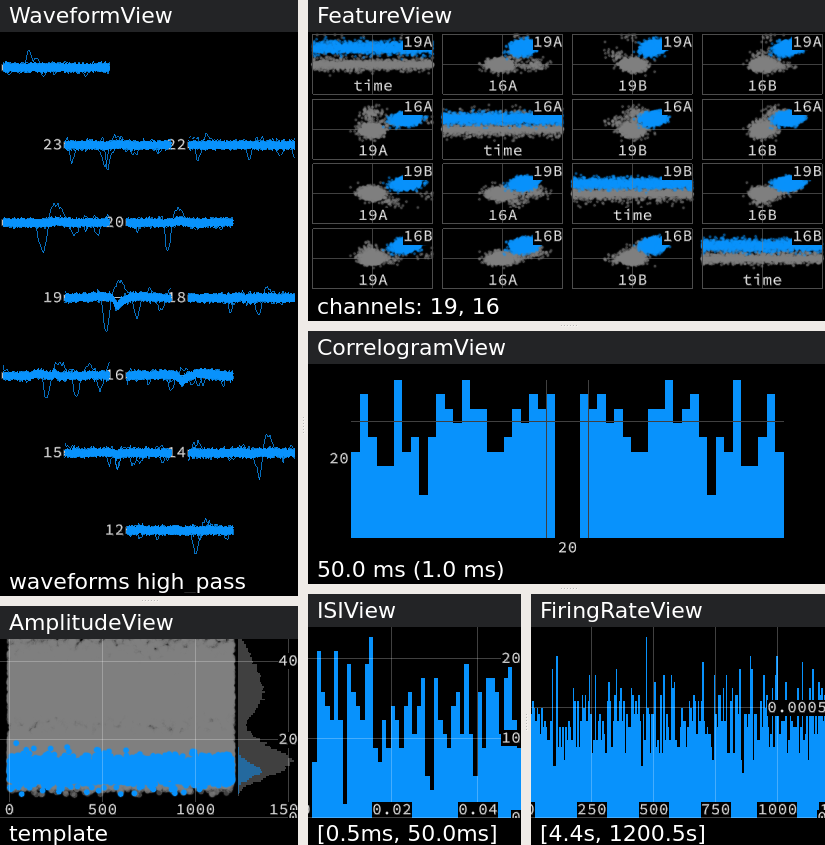 WaveformView
23
22
20
19
18
16
15
14
12
waveforms high_pass
AmplitudeView
40
20
0
500
1000
template
FeatureView
19A
19A
19A
19A
time
16A
19B
16B
16A
16A
16A
16A
19A
time
19B
16B
19B
19B
19B
19B
19A
16A
time
16B
16B
16B
16B
16B
19A
16A
19B
time
channels: 19, 16
CorrelogramView
20
20
50.0 ms (1.0 ms)
ISIView
20
10
0.02
0.04
[0.5ms, 50.0ms]
FiringRateView
0.0005
250
500
750
1000
[4.4s, 1200.5s]